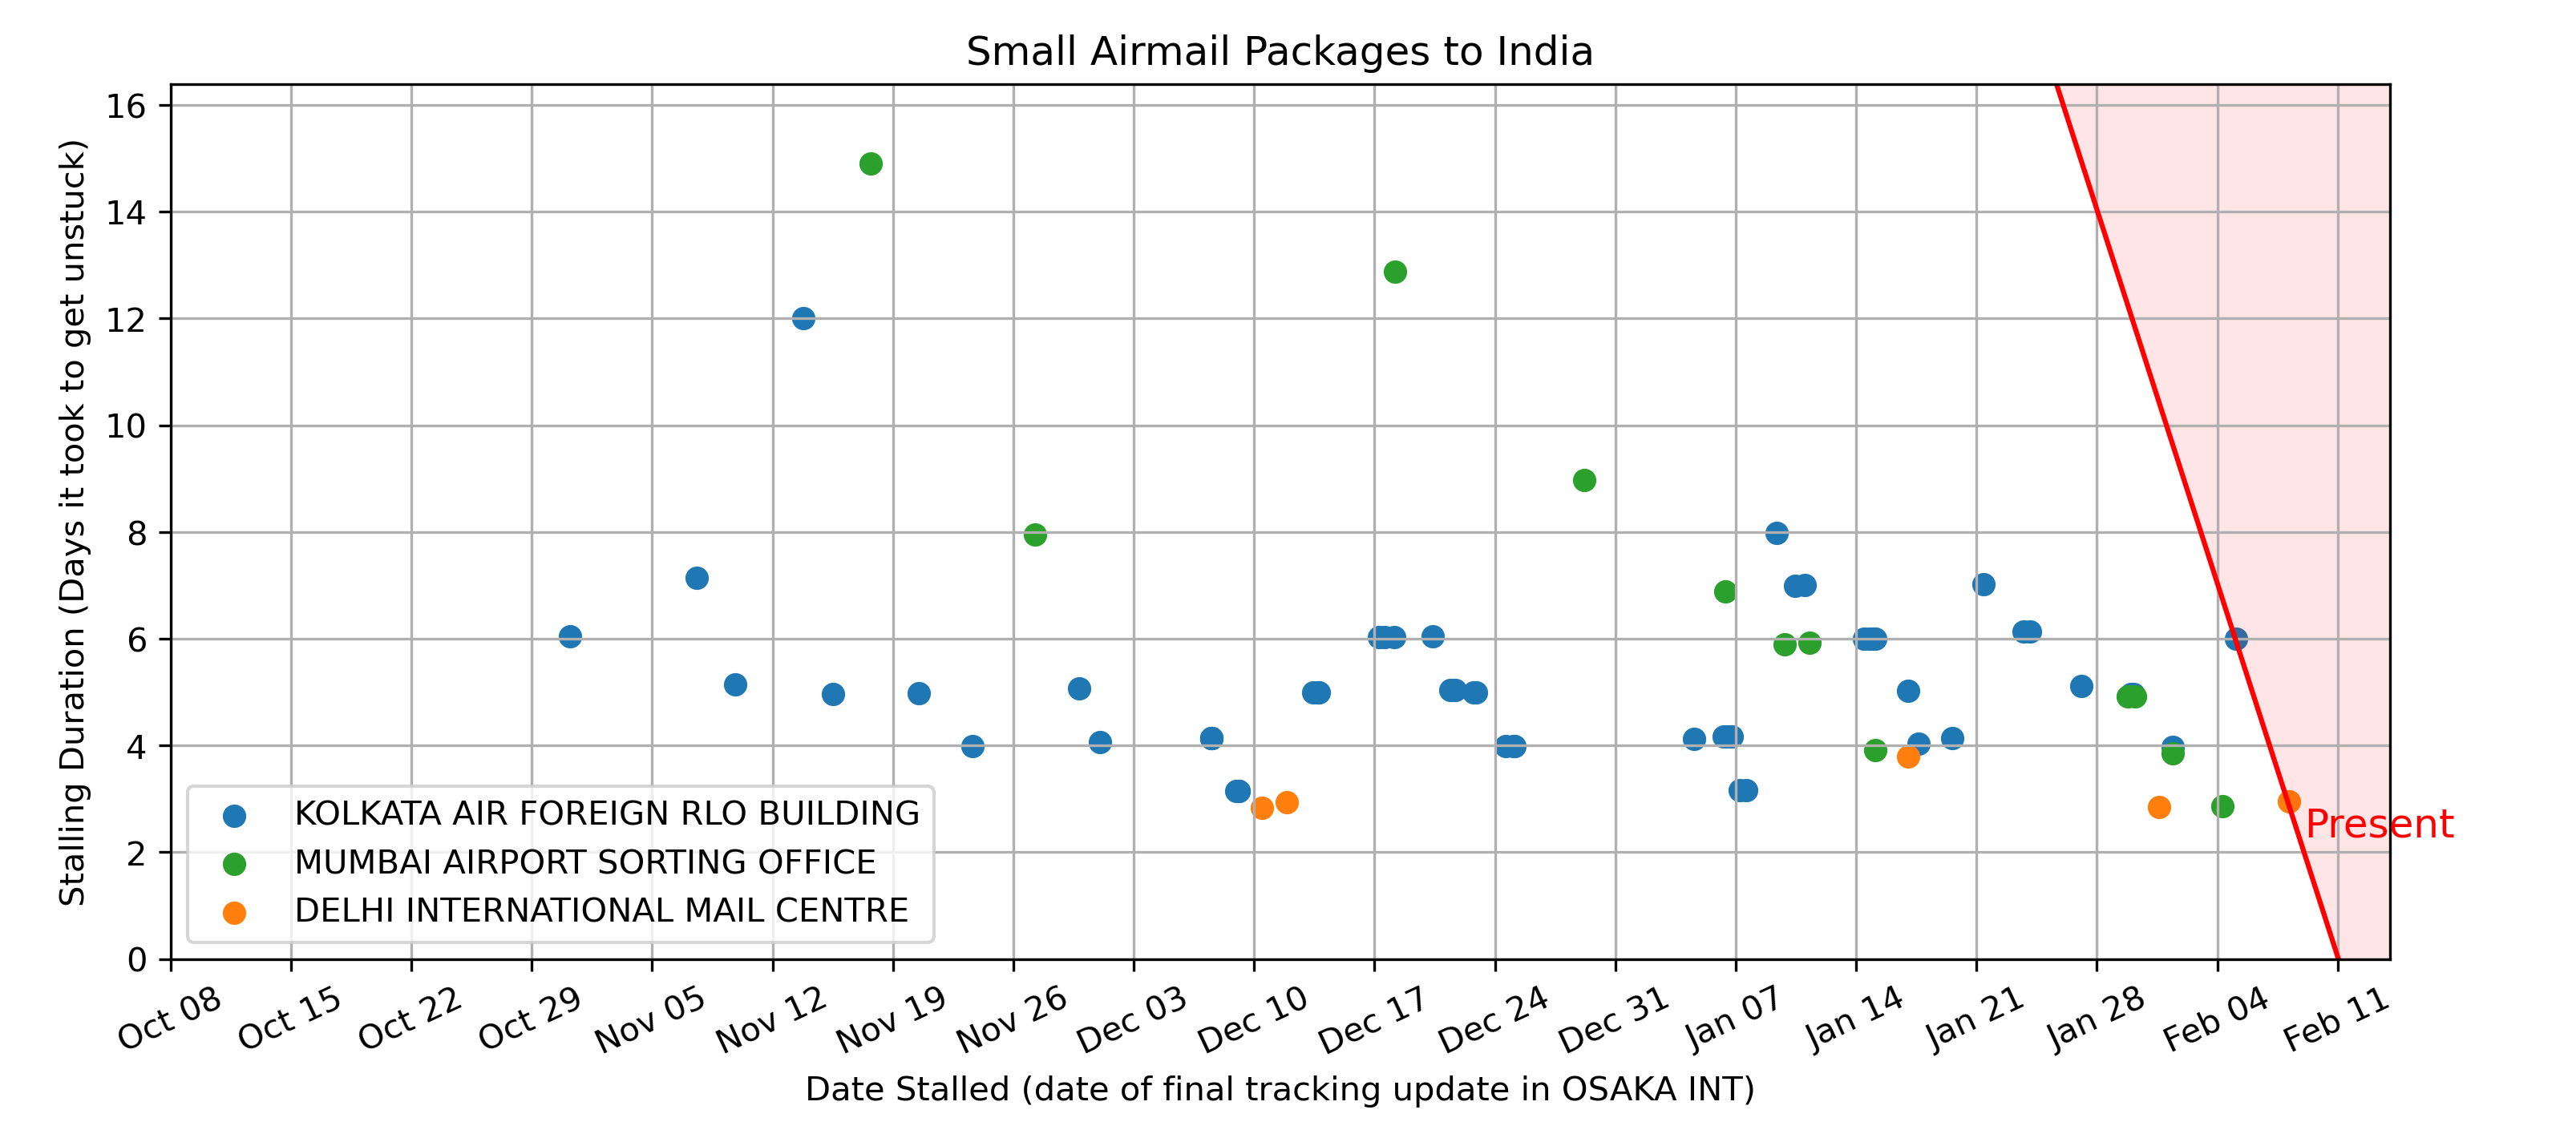 Small Airmail Packages to India
Stalling Duration (Days it took to get unstuck)
16
14
12
10
8
6
4
2
0
KOLKATA AIR FOREIGN RLO BUILDING
MUMBAI AIRPORT SORTING OFFICE
DELHI INTERNATIONAL MAIL CENTRE
Present
Oct 08
Oct 15
Oct 22
Oct 29
Nov 05
Nov 12
Nov 19
Nov 26
Dec 03
Dec 10
Dec 17
Dec 24
Dec 31
Jan 07
Jan 14
Jan 21
Jan 28
Feb 04
Feb 11
Date Stalled (date of final tracking update in OSAKA INT)